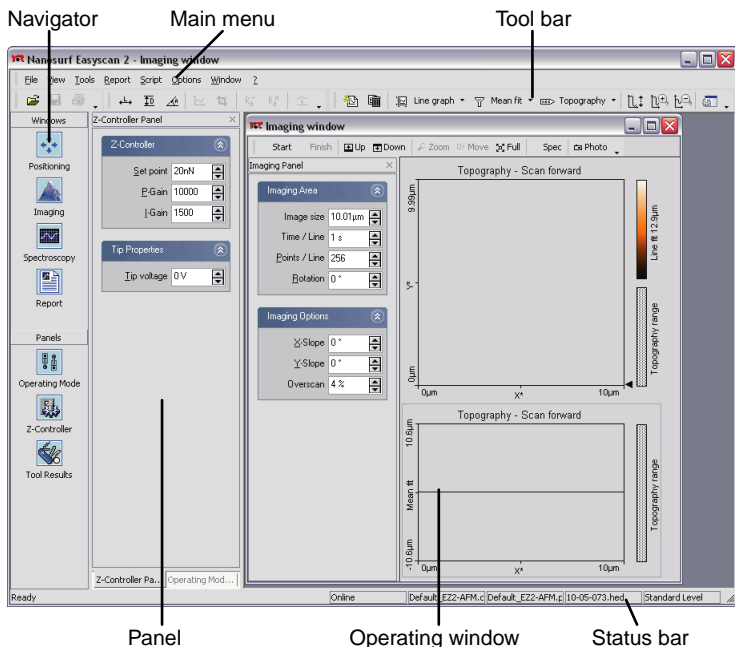 Navigator
Main menu
Tool bar
Nanosurf Easyscan 2 - Imaging window
File View Tools Report Script Options Window ?
Line graph
Mean fit
Topography
Windows
Positioning
Imaging
Spectroscopy
Report
Panels
Operating Mode
Z-Controller
Tool Results
Z-Controller Panel
Z-Controller
Set point 20nN
P-Gain 10000
I-Gain 1500
Tip Properties
Tip voltage 0 V
Z-Controller Pa...
Operating Mod...
Imaging window
Start Finish Up Down Zoom Move Full Spec Photo
Imaging Panel
Imaging Area
Image size 10.01µm
Time / Line 1 s
Points / Line 256
Rotation 0°
Imaging Options
X-Slope 0°
Y-Slope 0°
Overscan 4 %
Topography - Scan forward
9.99µm
Y*
0µm
0µm X* 10µm
Line fit 12.9µm
Topography range
Topography - Scan forward
10.6µm
Mean fit
-10.6µm
0µm X* 10µm
Topography range
Ready
Online
Default_EZ2-AFM.c
Default_EZ2-AFM.p
10-05-073.hed
Standard Level
Panel
Operating window
Status bar